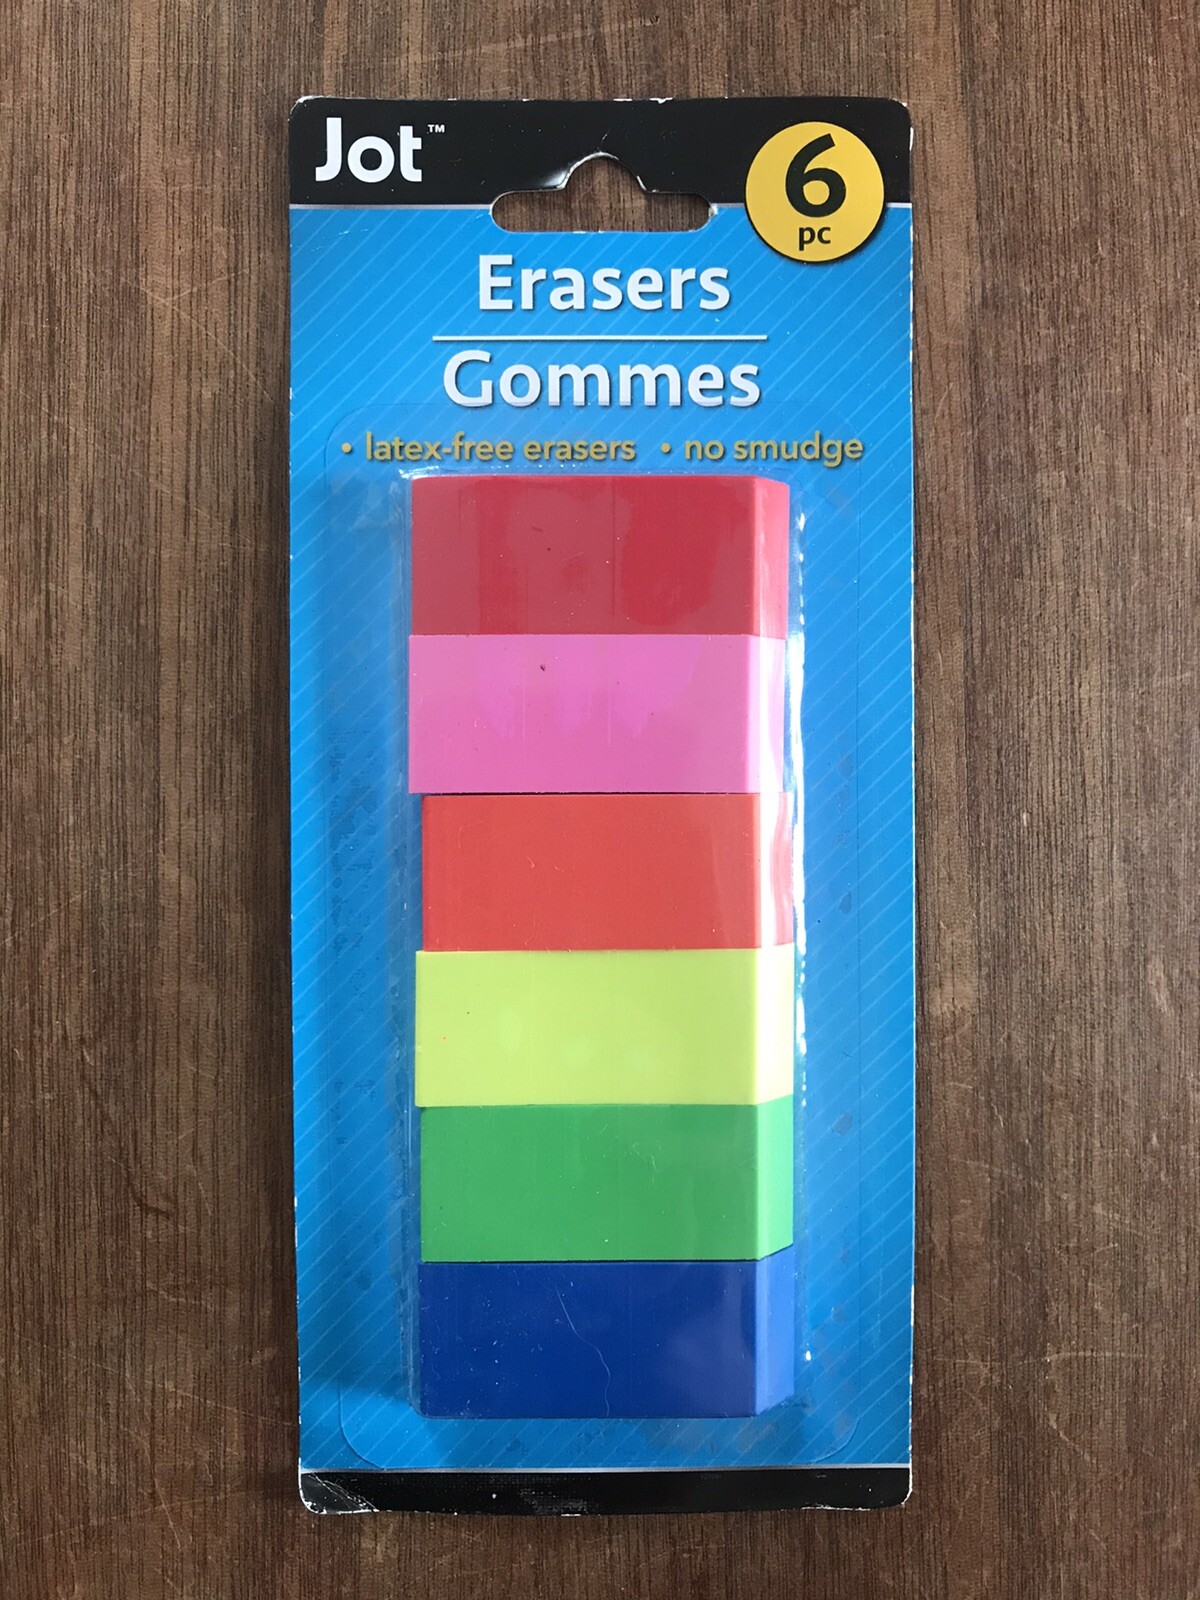 Jot™
6
pc
Erasers
Gommes
• latex-free erasers • no smudge